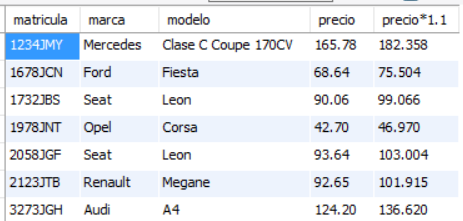 matricula marca modelo precio precio*1.1
1234JMY Mercedes Clase C Coupe 170CV 165.78 182.358
1678JCN Ford Fiesta 68.64 75.504
1732JBS Seat Leon 90.06 99.066
1978JNT Opel Corsa 42.70 46.970
2058JGF Seat Leon 93.64 103.004
2123JTB Renault Megane 92.65 101.915
3273JGH Audi A4 124.20 136.620